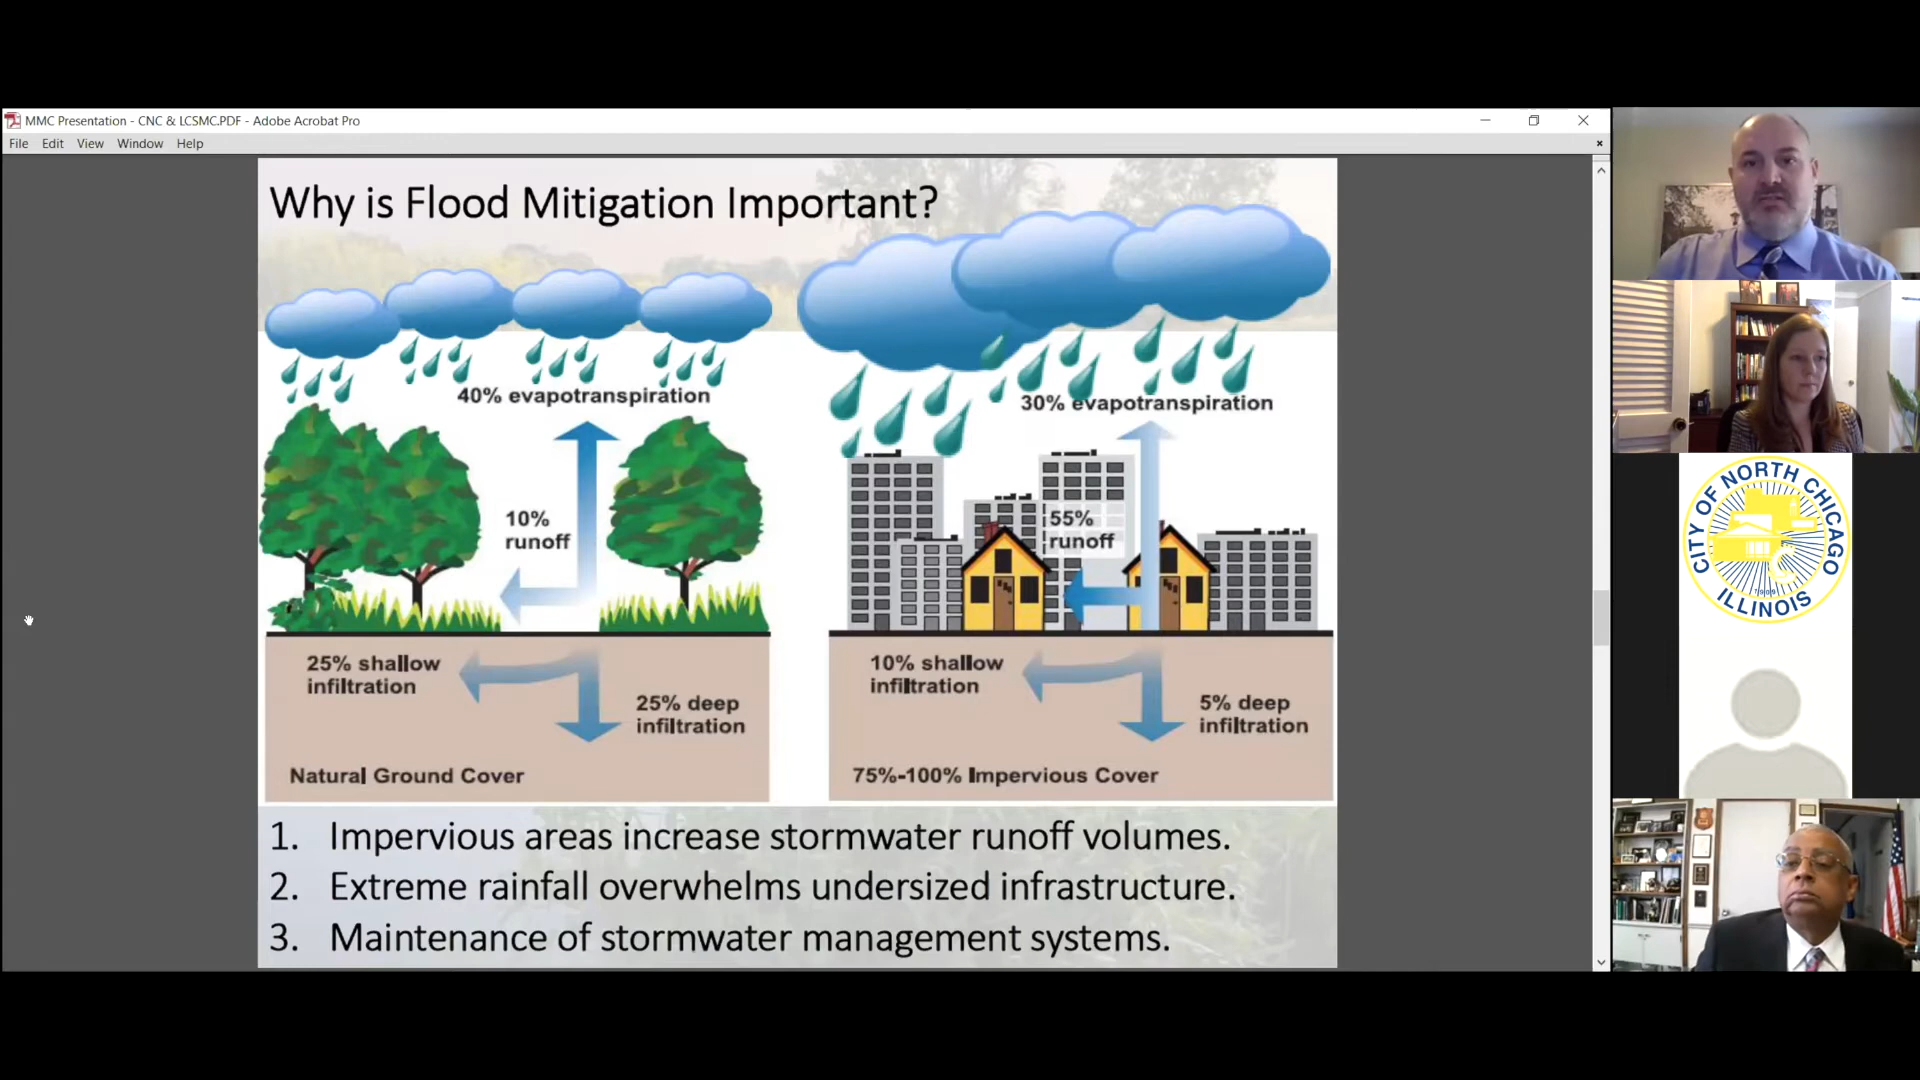 MMC Presentation - CNC & LCSMC.PDF - Adobe Acrobat Pro
File Edit View Window Help
Why is Flood Mitigation Important?
40% evapotranspiration
10%
runoff
25% shallow
infiltration
25% deep
infiltration
Natural Ground Cover
30% evapotranspiration
55%
runoff
10% shallow
infiltration
5% deep
infiltration
75%-100% Impervious Cover
1. Impervious areas increase stormwater runoff volumes.
2. Extreme rainfall overwhelms undersized infrastructure.
3. Maintenance of stormwater management systems.
CITY OF NORTH CHICAGO
1909
ILLINOIS